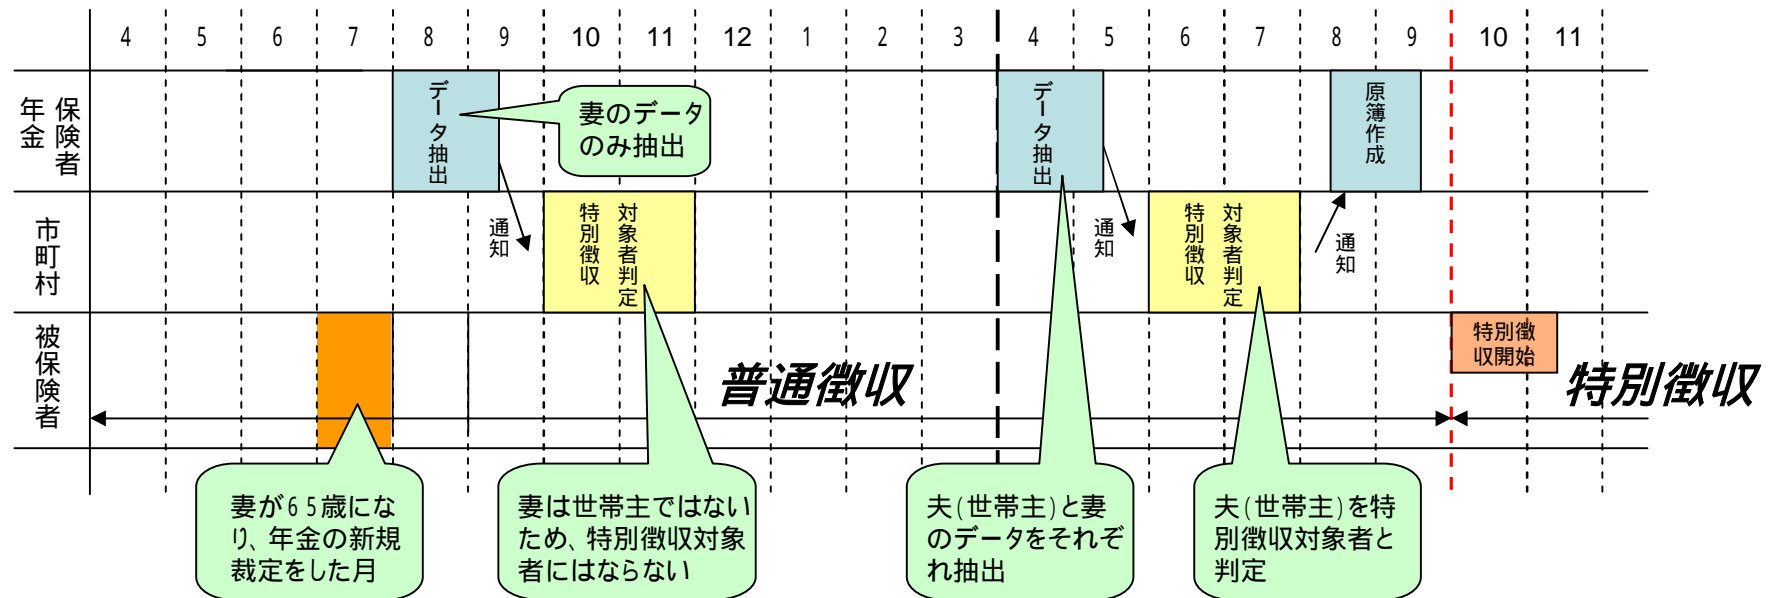 4 5 6 7 8 9 10 11 12 1 2 3 4 5 6 7 8 9 10 11
年金
保険者
データ抽出
妻のデータ
のみ抽出
データ抽出
原簿作成
市町村
通知
特別徴収
対象者判定
通知
特別徴収
対象者判定
通知
被保険者
特別徴
収開始
普通徴収
特別徴収
妻が65歳にな
り、年金の新規
裁定をした月
妻は世帯主ではない
ため、特別徴収対象
者にはならない
夫(世帯主)と妻
のデータをそれぞ
れ抽出
夫(世帯主)を特
別徴収対象者と
判定